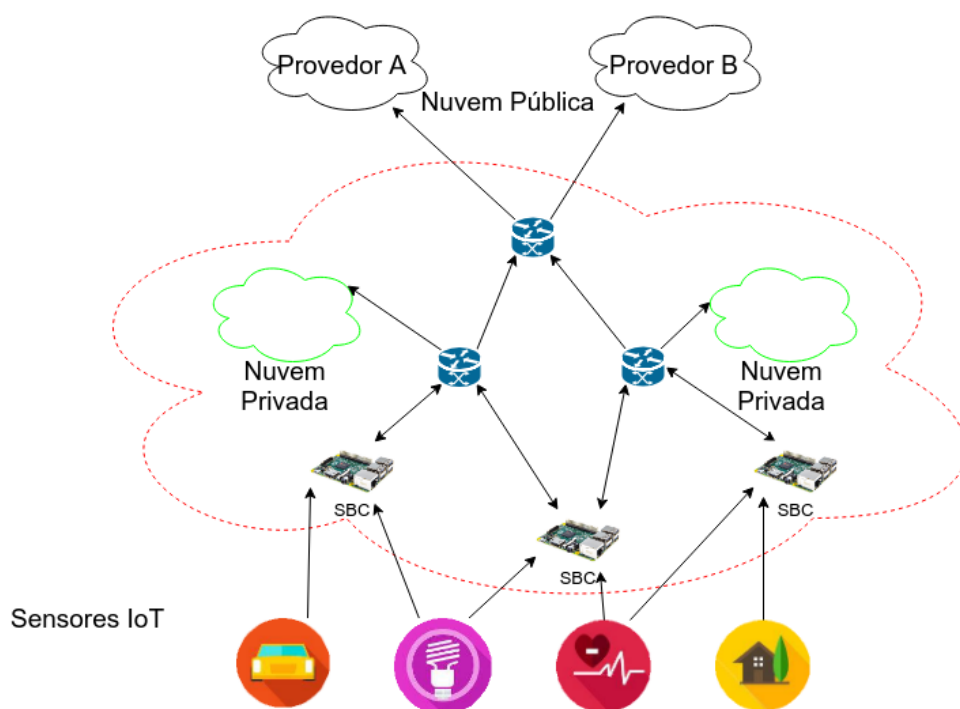 Provedor A
Provedor B
Nuvem Pública
Nuvem
Privada
Nuvem
Privada
SBC
SBC
SBC
Sensores IoT